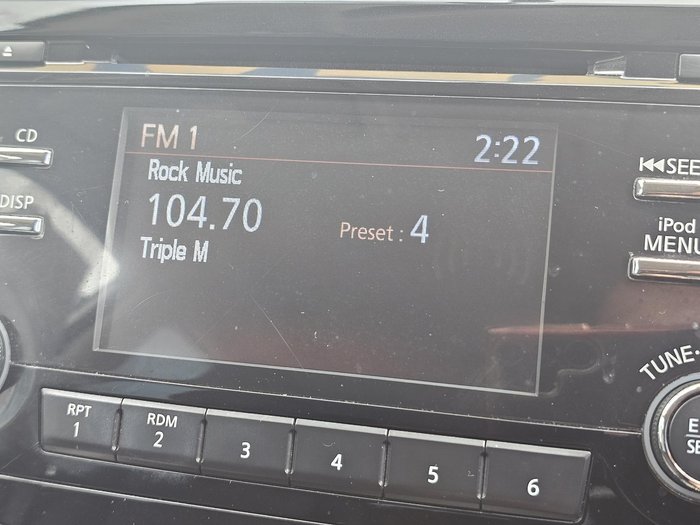 CD
DISP
FM 1
2:22
Rock Music
104.70
Preset : 4
Triple M
SEE
iPod
MENU
TUNE
RPT
1
RDM
2
3
4
5
6
E
SE